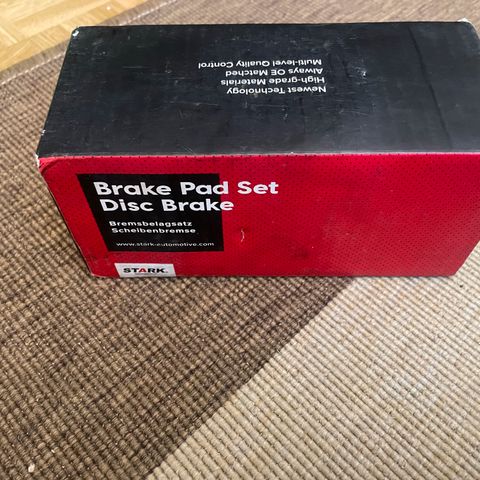 Newest Technology
High-grade Materials
Always OE Matched
Multi-level Quality Control
Brake Pad Set
Disc Brake
Bremsbelagsatz
Scheibenbremse
www.stark-automotive.com
STARK